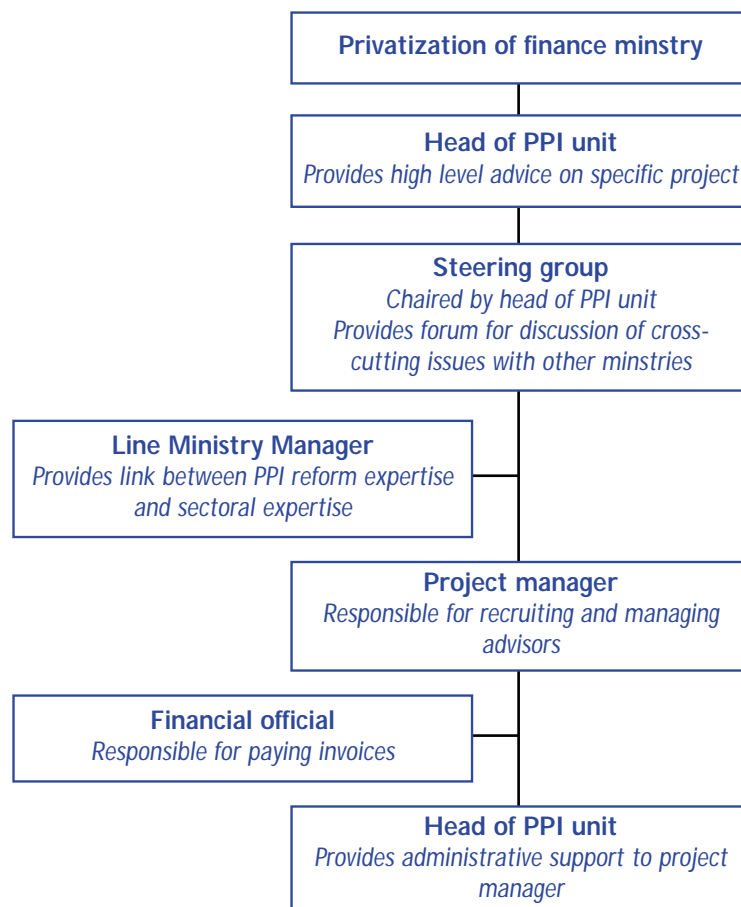 Privatization of finance minstry
Head of PPI unit
Provides high level advice on specific project
Steering group
Chaired by head of PPI unit
Provides forum for discussion of cross-
cutting issues with other minstries
Line Ministry Manager
Provides link between PPI reform expertise
and sectoral expertise
Project manager
Responsible for recruiting and managing
advisors
Financial official
Responsible for paying invoices
Head of PPI unit
Provides administrative support to project
manager